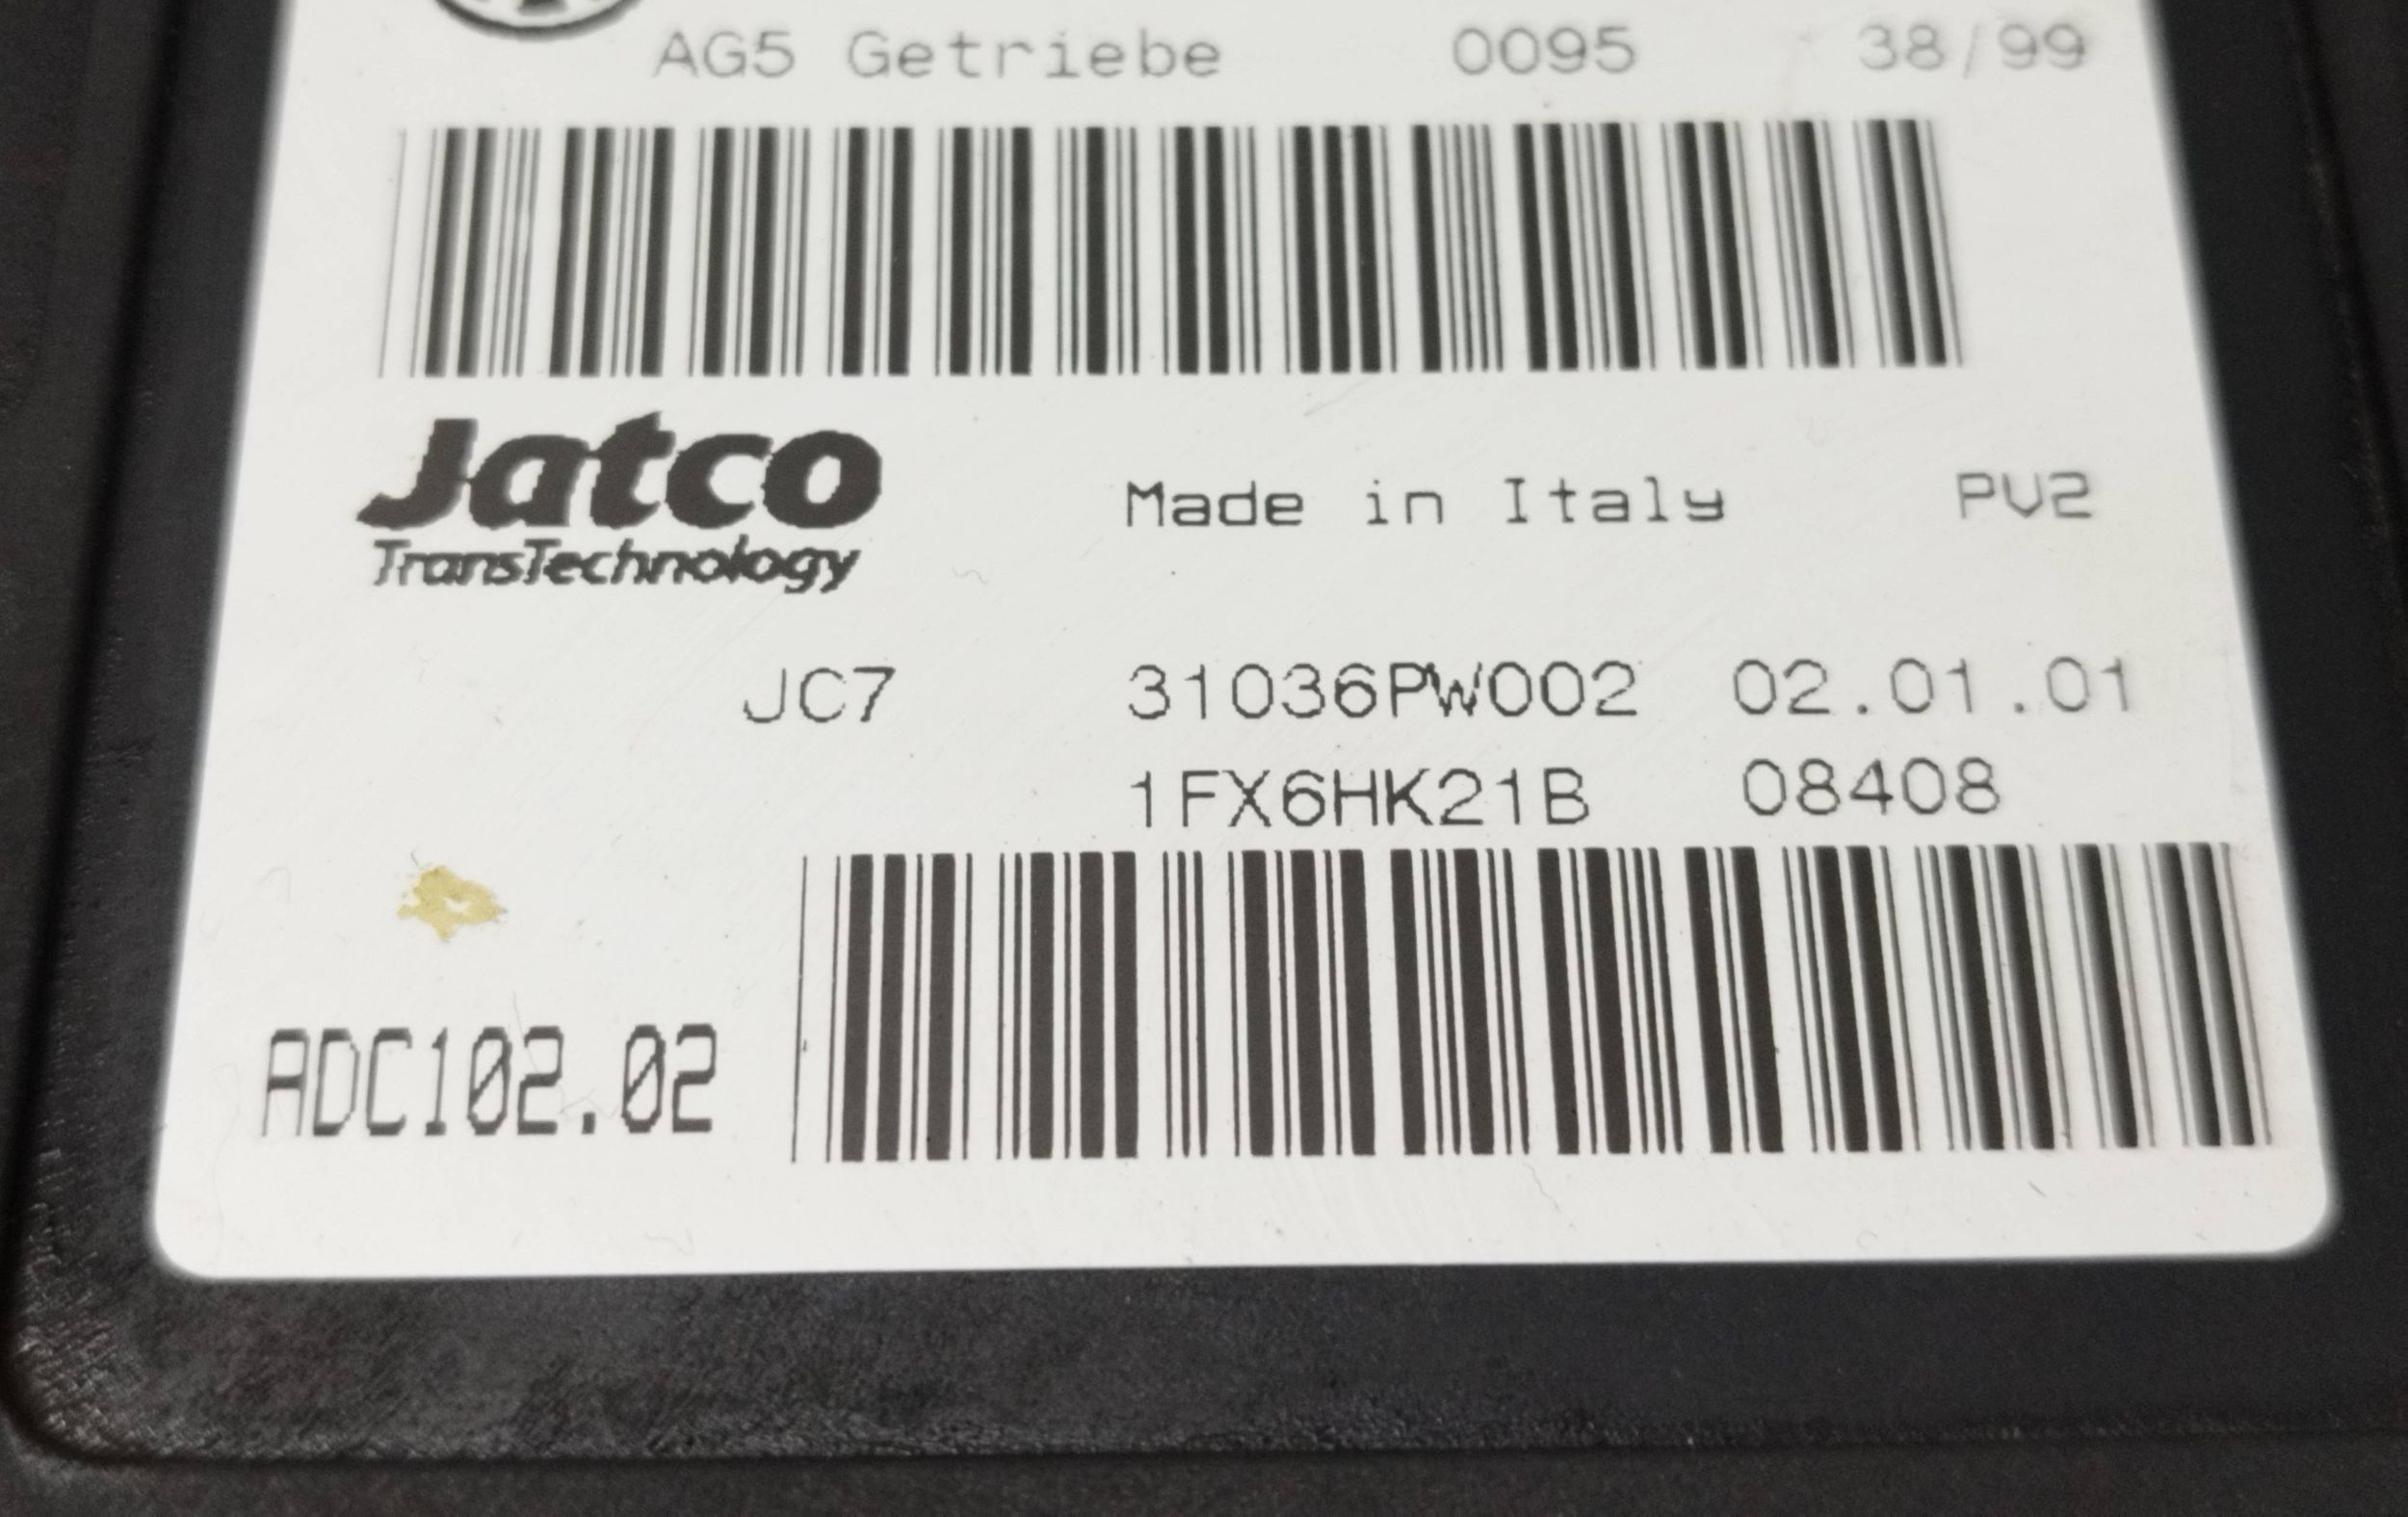 AG5 Getriebe 0095 38/99
Jatco Made in Italy PV2
TransTechnology
JC7 31036PW002 02.01.01
1FX6HK21B 08408
ADC102.02